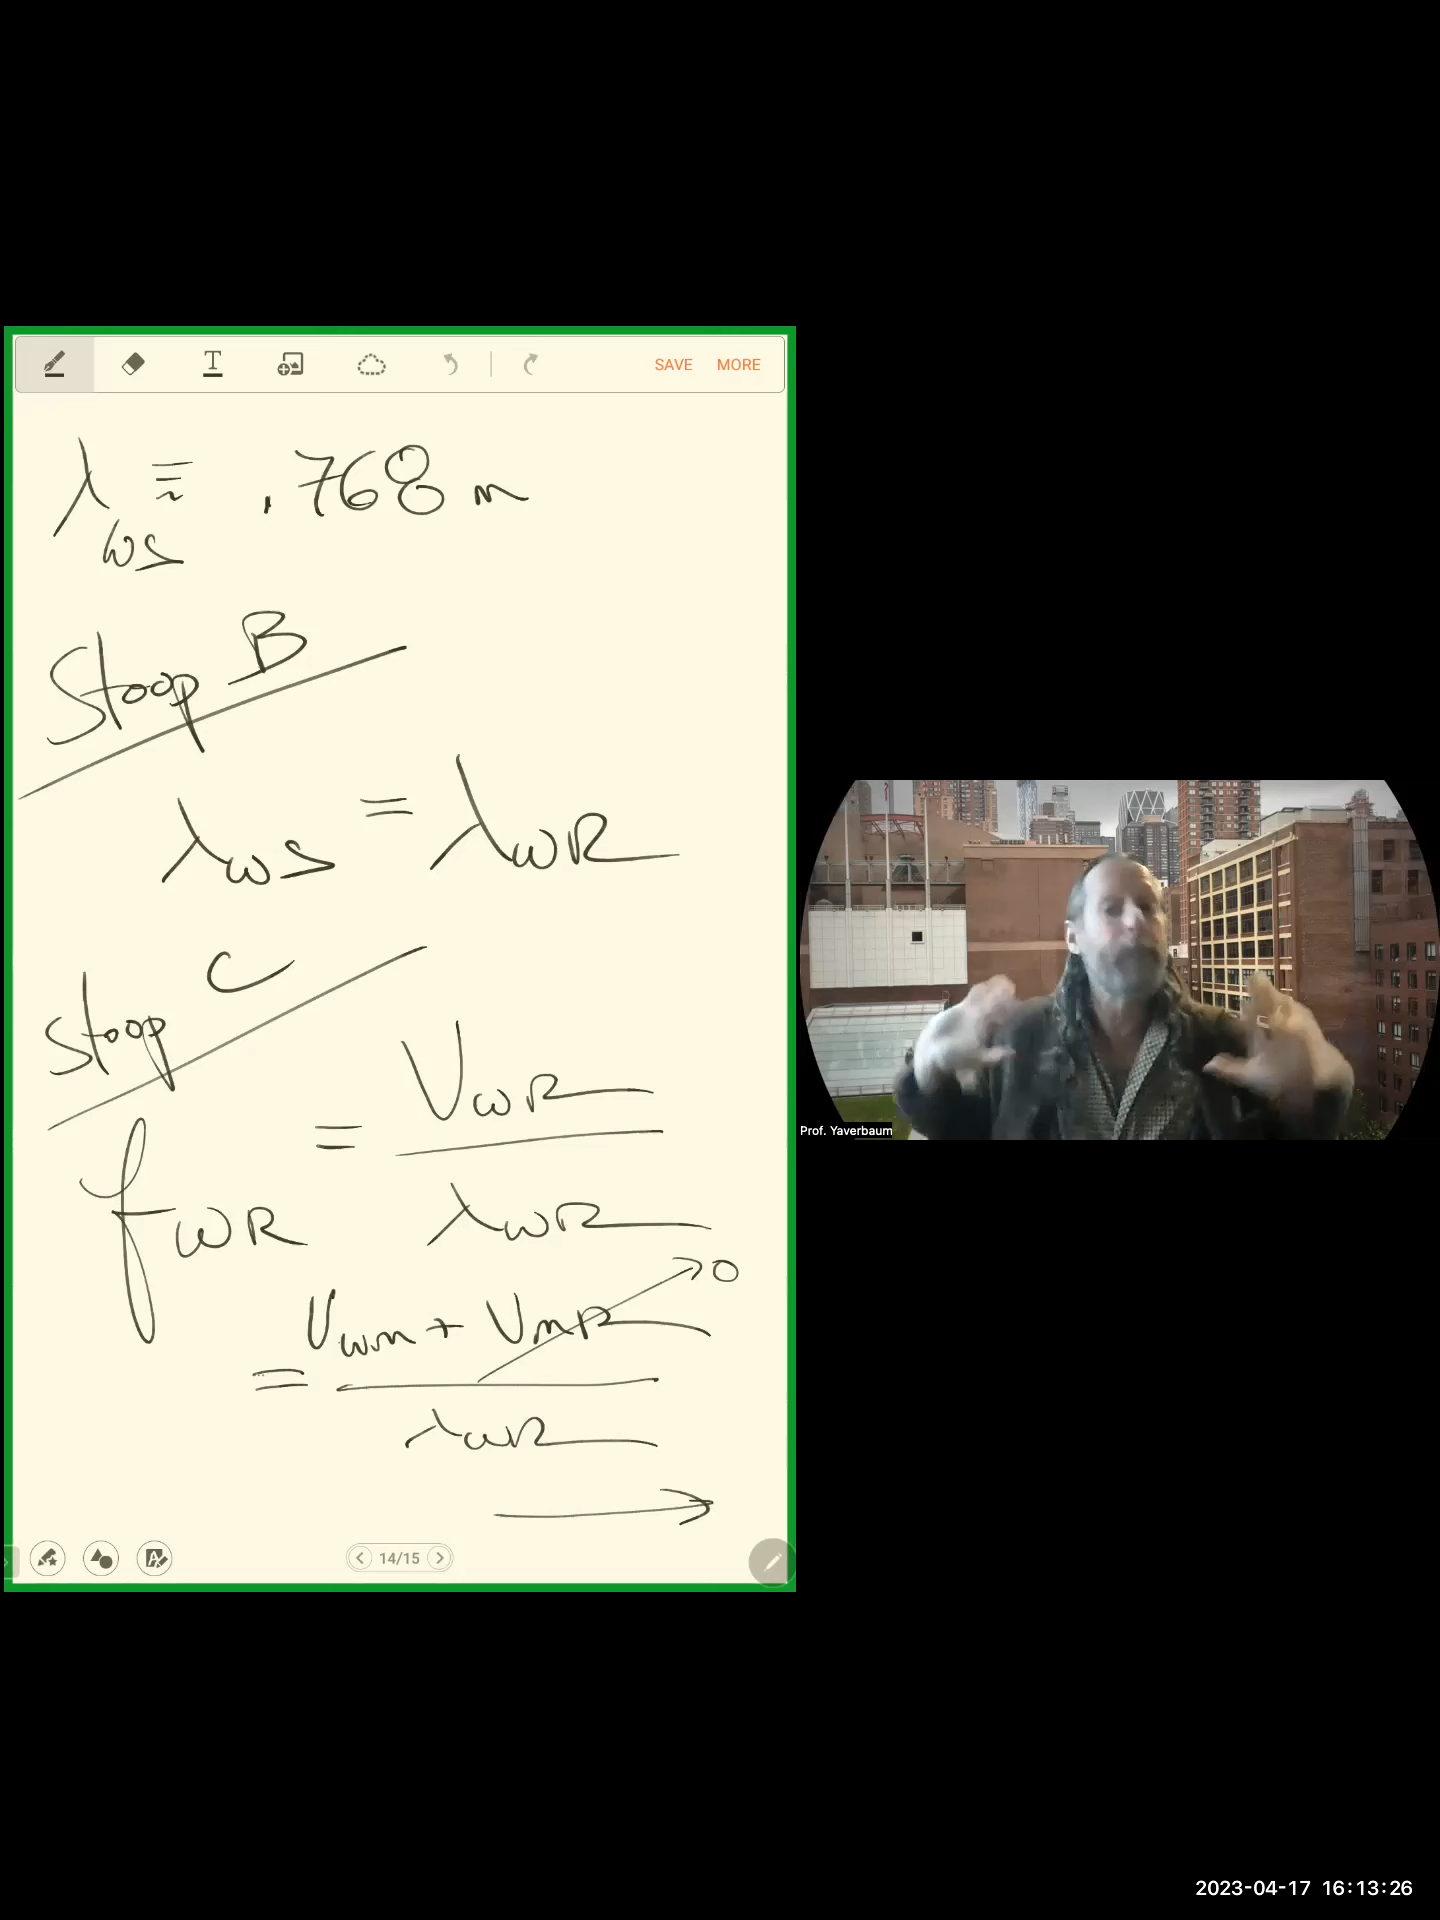 SAVE MORE
λws ≅ .768 m
Stoop B
λws = λWR
Stoop C
fWR = VWR / λWR
= Vwm + VmR → 0 / λWR
14/15
Prof. Yaverbaum
2023-04-17 16:13:26